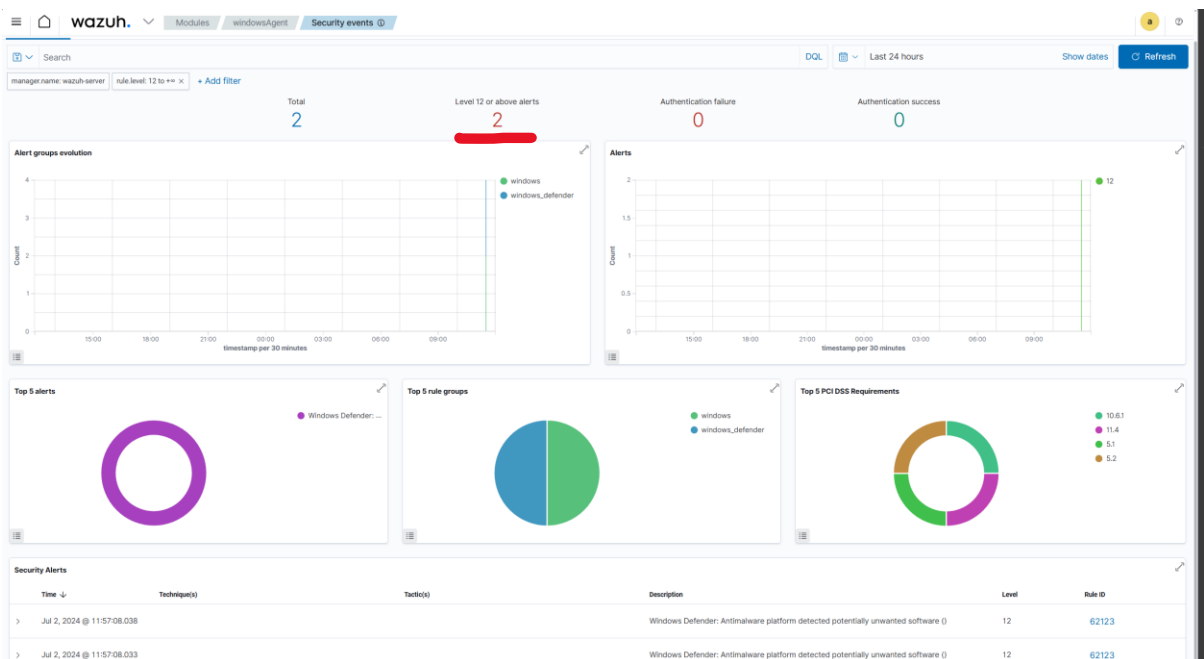 wazuh. Modules windowsAgent Security events a
Search DQL Last 24 hours Show dates Refresh
manager.name: wazuh-server rule.level: 12 to +∞ × + Add filter
Total Level 12 or above alerts Authentication failure Authentication success
2 2 0 0
Alert groups evolution
4
3
2
1
0
Count
15:00 18:00 21:00 00:00 03:00 06:00 09:00
timestamp per 30 minutes
windows
windows_defender
Alerts
2
1.5
1
0.5
0
Count
15:00 18:00 21:00 00:00 03:00 06:00 09:00
timestamp per 30 minutes
12
Top 5 alerts
Windows Defender: ...
Top 5 rule groups
windows
windows_defender
Top 5 PCI DSS Requirements
10.6.1
11.4
5.1
5.2
Security Alerts
Time Technique(s) Tactic(s) Description Level Rule ID
Jul 2, 2024 @ 11:57:08.038 Windows Defender: Antimalware platform detected potentially unwanted software () 12 62123
Jul 2, 2024 @ 11:57:08.033 Windows Defender: Antimalware platform detected potentially unwanted software () 12 62123